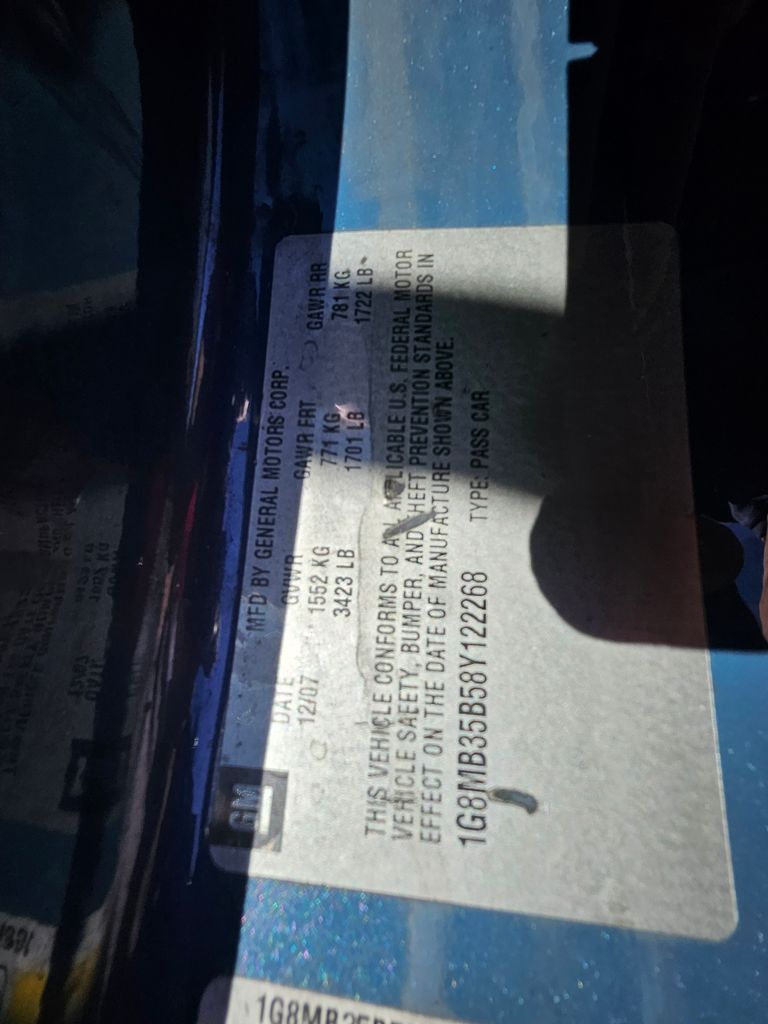 GM
MFD BY GENERAL MOTORS CORP.
DATE GVWR GAWR FRT GAWR RR
12/07 1552 KG 771 KG 781 KG
3423 LB 1701 LB 1722 LB
THIS VEHICLE CONFORMS TO ALL APPLICABLE U.S. FEDERAL MOTOR
VEHICLE SAFETY, BUMPER, AND THEFT PREVENTION STANDARDS IN
EFFECT ON THE DATE OF MANUFACTURE SHOWN ABOVE.
1G8MB35B58Y122268 TYPE: PASS CAR